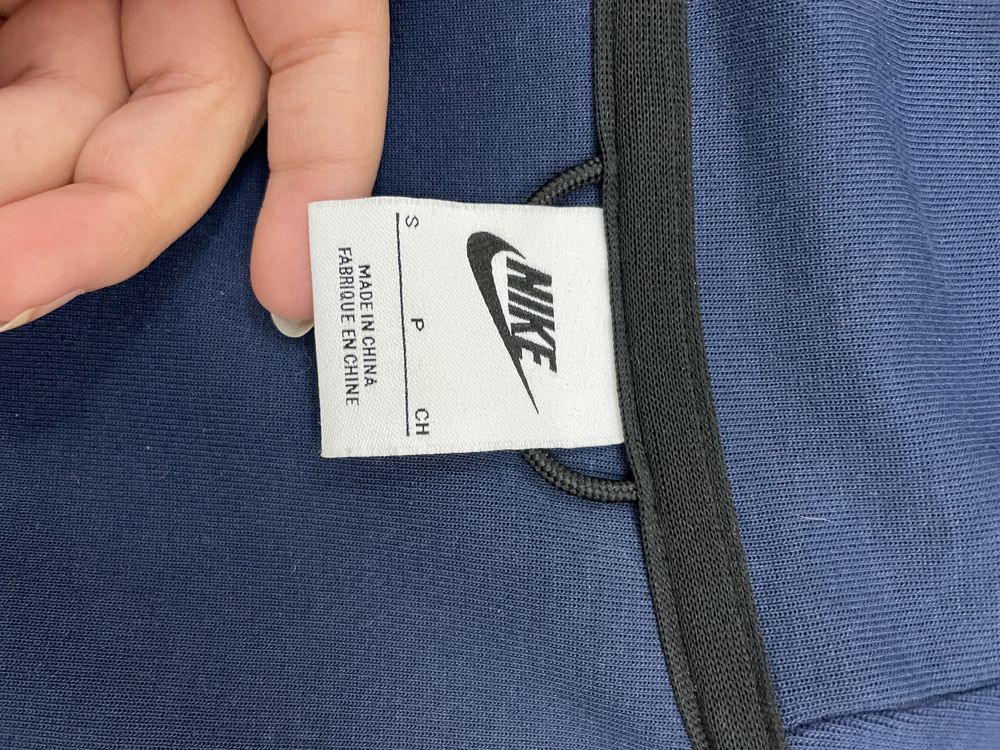 NIKE
S P CH
MADE IN CHINA
FABRIQUE EN CHINE